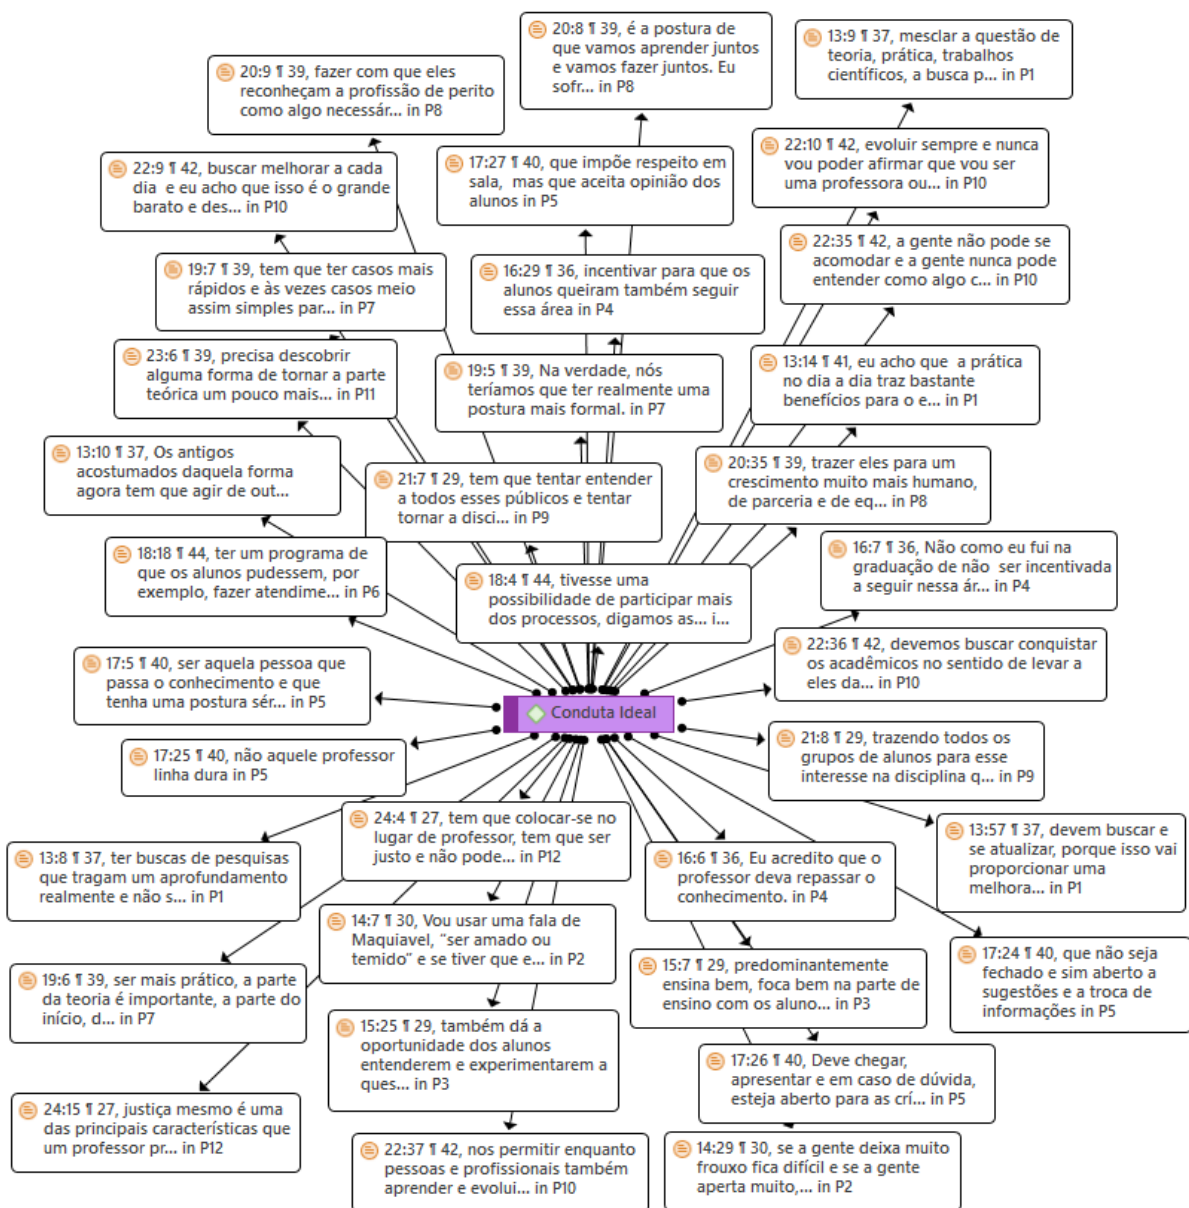 20:8 ¶ 39, é a postura de
que vamos aprender juntos
e vamos fazer juntos. Eu
sofr... in P8
13:9 ¶ 37, mesclar a questão de
teoria, prática, trabalhos
científicos, a busca p... in P1
20:9 ¶ 39, fazer com que eles
reconheçam a profissão de perito
como algo necessár... in P8
22:10 ¶ 42, evoluir sempre e nunca
vou poder afirmar que vou ser
uma professora ou... in P10
17:27 ¶ 40, que impõe respeito em
sala, mas que aceita opinião dos
alunos in P5
22:9 ¶ 42, buscar melhorar a cada
dia e eu acho que isso é o grande
barato e des... in P10
22:35 ¶ 42, a gente não pode se
acomodar e a gente nunca pode
entender como algo c... in P10
19:7 ¶ 39, tem que ter casos mais
rápidos e às vezes casos meio
assim simples par... in P7
16:29 ¶ 36, incentivar para que os
alunos queiram também seguir
essa área in P4
23:6 ¶ 39, precisa descobrir
alguma forma de tornar a parte
teórica um pouco mais... in P11
19:5 ¶ 39, Na verdade, nós
teríamos que ter realmente uma
postura mais formal. in P7
13:14 ¶ 41, eu acho que a prática
no dia a dia traz bastante
benefícios para o e... in P1
13:10 ¶ 37, Os antigos
acostumados daquela forma
agora tem que agir de out...
21:7 ¶ 29, tem que tentar entender
a todos esses públicos e tentar
tornar a disci... in P9
20:35 ¶ 39, trazer eles para um
crescimento muito mais humano,
de parceria e de eq... in P8
18:18 ¶ 44, ter um programa de
que os alunos pudessem, por
exemplo, fazer atendime... in P6
18:4 ¶ 44, tivesse uma
possibilidade de participar mais
dos processos, digamos as... i...
16:7 ¶ 36, Não como eu fui na
graduação de não ser incentivada
a seguir nessa ár... in P4
17:5 ¶ 40, ser aquela pessoa que
passa o conhecimento e que
tenha uma postura sér... in P5
22:36 ¶ 42, devemos buscar conquistar
os acadêmicos no sentido de levar a
eles da... in P10
Conduta Ideal
17:25 ¶ 40, não aquele professor
linha dura in P5
21:8 ¶ 29, trazendo todos os
grupos de alunos para esse
interesse na disciplina q... in P9
24:4 ¶ 27, tem que colocar-se no
lugar de professor, tem que ser
justo e não pode... in P12
13:57 ¶ 37, devem buscar e
se atualizar, porque isso vai
proporcionar uma
melhora... in P1
13:8 ¶ 37, ter buscas de pesquisas
que tragam um aprofundamento
realmente e não s... in P1
16:6 ¶ 36, Eu acredito que o
professor deva repassar o
conhecimento. in P4
14:7 ¶ 30, Vou usar uma fala de
Maquiavel, “ser amado ou
temido” e se tiver que e... in P2
17:24 ¶ 40, que não seja
fechado e sim aberto a
sugestões e a troca de
informações in P5
19:6 ¶ 39, ser mais prático, a parte
da teoria é importante, a parte do
início, d... in P7
15:7 ¶ 29, predominantemente
ensina bem, foca bem na parte de
ensino com os aluno... in P3
15:25 ¶ 29, também dá a
oportunidade dos alunos
entenderem e experimentarem a
ques... in P3
17:26 ¶ 40, Deve chegar,
apresentar e em caso de dúvida,
esteja aberto para as crí... in P5
24:15 ¶ 27, justiça mesmo é uma
das principais características que
um professor pr... in P12
22:37 ¶ 42, nos permitir enquanto
pessoas e profissionais também
aprender e evolui... in P10
14:29 ¶ 30, se a gente deixa muito
frouxo fica difícil e se a gente
aperta muito,... in P2